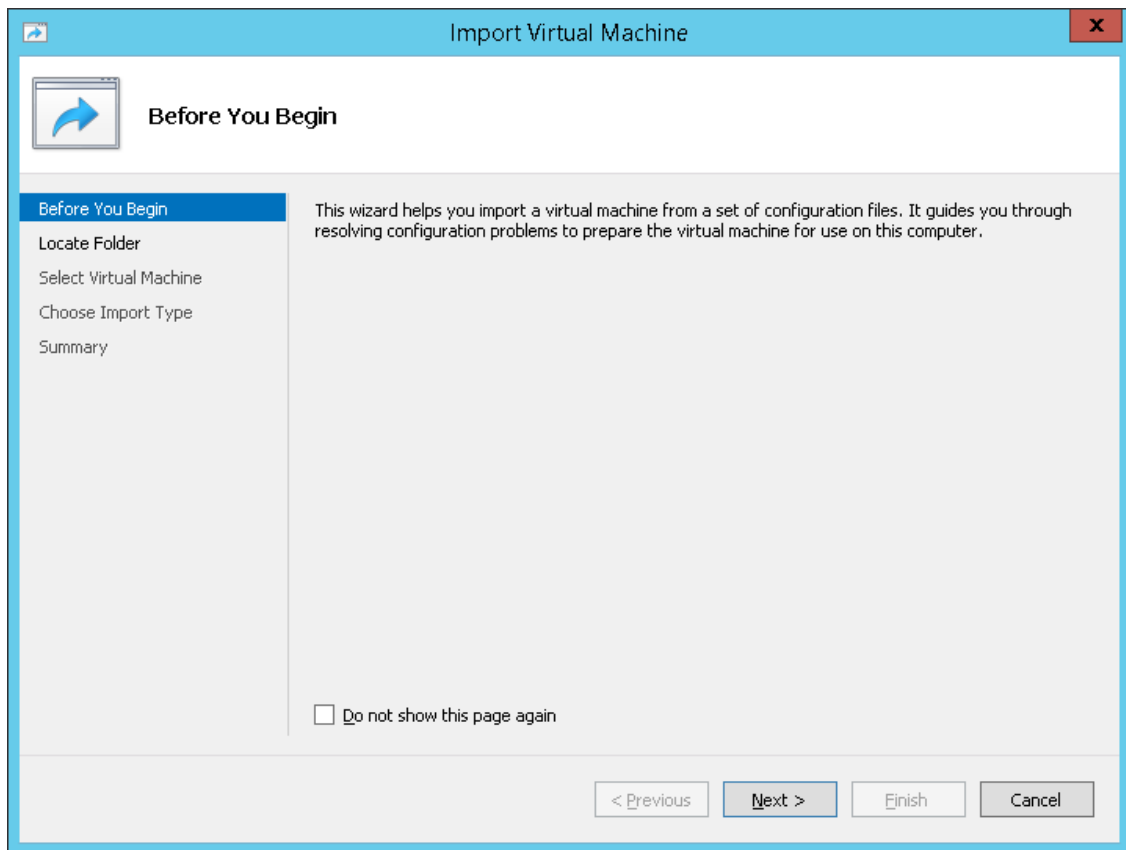 Import Virtual Machine
x
Before You Begin
Before You Begin
Locate Folder
Select Virtual Machine
Choose Import Type
Summary
This wizard helps you import a virtual machine from a set of configuration files. It guides you through
resolving configuration problems to prepare the virtual machine for use on this computer.
Do not show this page again
< Previous
Next >
Finish
Cancel